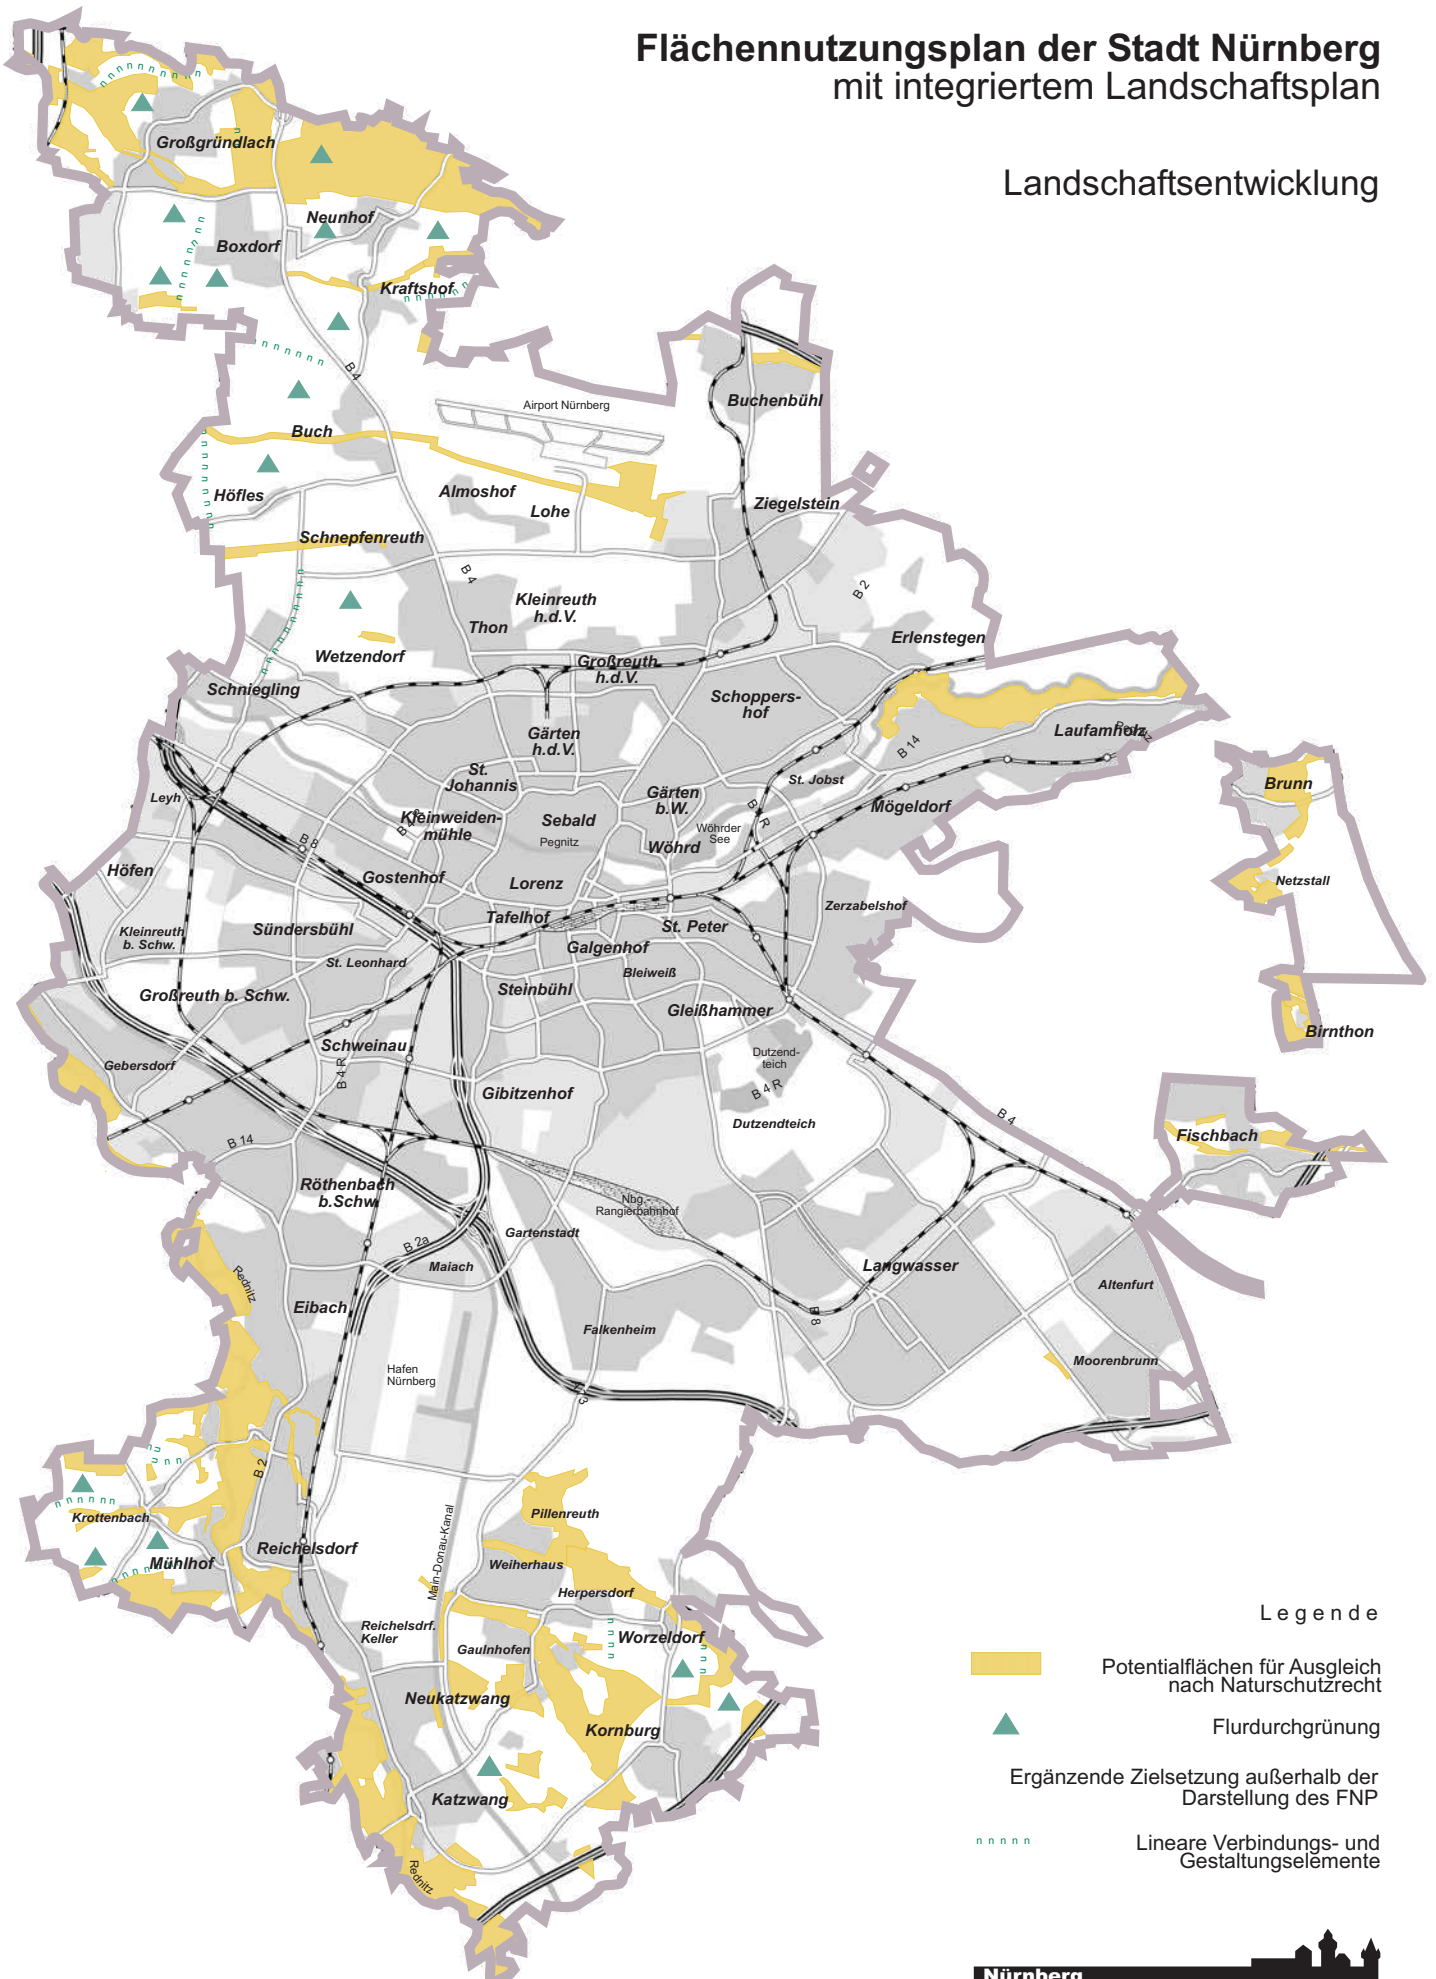 Flächennutzungsplan der Stadt Nürnberg
mit integriertem Landschaftsplan
Landschaftsentwicklung
Großgründlach
Neunhof
Boxdorf
Kraftshof
B 4
Airport Nürnberg
Buchenbühl
Buch
Höfles
Almoshof
Lohe
Ziegelstein
Schnepfenreuth
B 4
B 2
Kleinreuth
h.d.V.
Thon
Erlenstegen
Wetzendorf
Großreuth
h.d.V.
Schniegling
Schoppers-
hof
Laufamholz
Pegnitz
Gärten
h.d.V.
B 14
St.
Johannis
St. Jobst
Brunn
Leyh
Gärten
b.W.
Mögeldorf
Kleinweiden-
mühle
B 4 R
Sebald
B 4 R
Wöhrder
See
Pegnitz
B 8
Wöhrd
Höfen
Gostenhof
Lorenz
Netzstall
Zerzabelshof
Tafelhof
St. Peter
Kleinreuth
b. Schw.
Sündersbühl
Galgenhof
St. Leonhard
Bleiweiß
Steinbühl
Großreuth b. Schw.
Gleißhammer
Birnthon
Schweinau
Gebersdorf
Dutzend-
teich
B 4 R
B 4 R
Gibitzenhof
Dutzendteich
B 4
Fischbach
B 14
Röthenbach
b.Schw.
Nbg.-
Rangierbahnhof
Gartenstadt
B 2a
Maiach
Langwasser
Rednitz
Altenfurt
Eibach
B 8
Falkenheim
Moorenbrunn
Hafen
Nürnberg
B 2
Pillenreuth
Krottenbach
Main-Donau-Kanal
Reichelsdorf
Mühlhof
Weiherhaus
Herpersdorf
Reichelsdrf.
Keller
Worzeldorf
Gaulnhofen
Neukatzwang
Kornburg
Katzwang
Rednitz
Legende
Potentialflächen für Ausgleich
nach Naturschutzrecht
Flurdurchgrünung
Ergänzende Zielsetzung außerhalb der
Darstellung des FNP
Lineare Verbindungs- und
Gestaltungselemente
Nürnberg